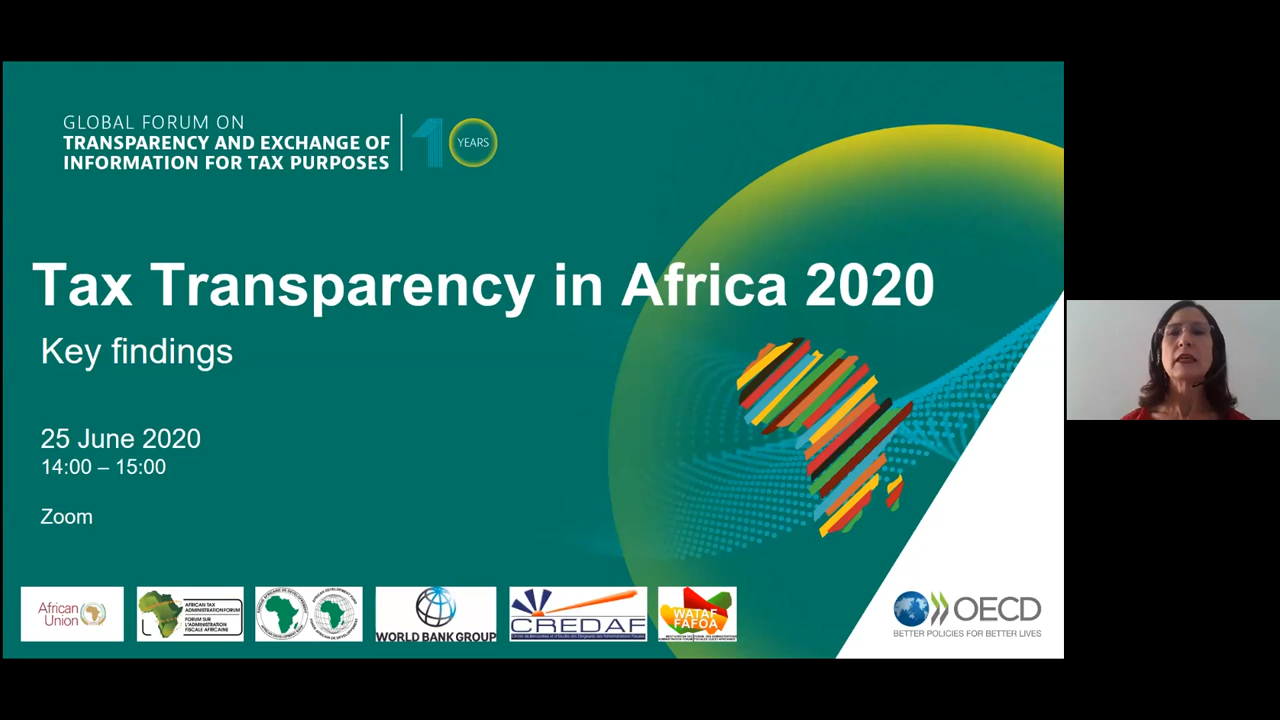 GLOBAL FORUM ON
TRANSPARENCY AND EXCHANGE OF
INFORMATION FOR TAX PURPOSES
10
YEARS
Tax Transparency in Africa 2020
Key findings
25 June 2020
14:00 – 15:00
Zoom
African
Union
AFRICAN TAX
ADMINISTRATION FORUM
FORUM SUR
L'ADMINISTRATION
FISCALE AFRICAINE
WORLD BANK GROUP
CREDAF
WATAF
FAFOA
OECD
BETTER POLICIES FOR BETTER LIVES